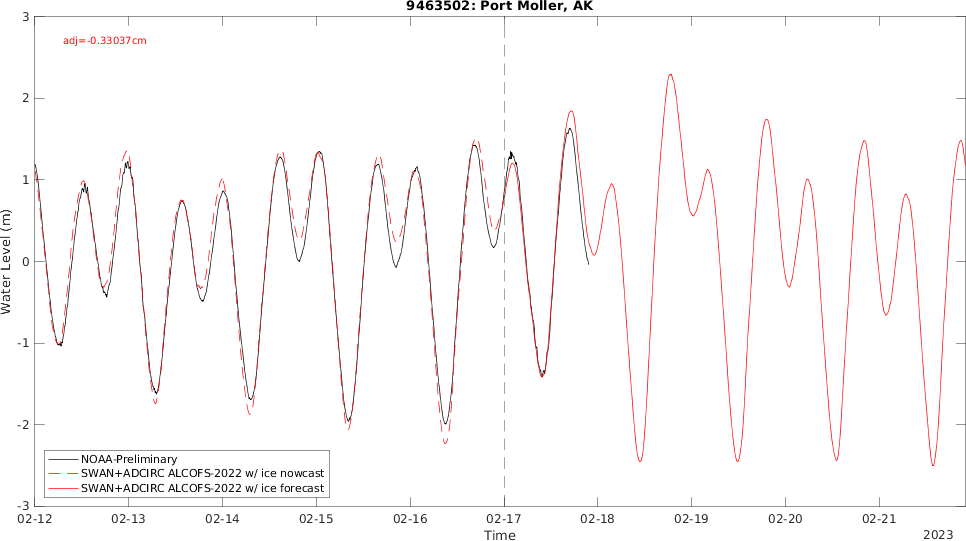 9463502: Port Moller, AK
adj=-0.33037cm
3
2
1
0
-1
-2
-3
Water Level (m)
NOAA-Preliminary
SWAN+ADCIRC ALCOFS-2022 w/ ice nowcast
SWAN+ADCIRC ALCOFS-2022 w/ ice forecast
02-12 02-13 02-14 02-15 02-16 02-17 02-18 02-19 02-20 02-21
Time
2023